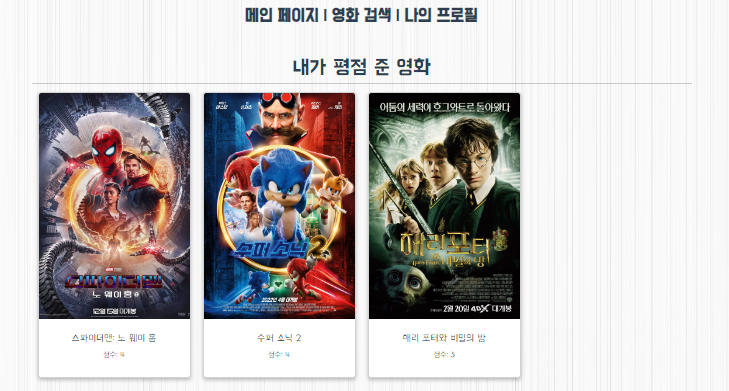 메인 페이지 | 영화 검색 | 나의 프로필
내가 평점 준 영화
어둠의 세력이 호그와트로 돌아왔다
스파이더맨
노 웨이 홈
12월 15일 대개봉
수퍼 소닉 2
2022년 4월 대개봉
해리포터
비밀의 방
2월 20일 4DX 대개봉
스파이더맨: 노 웨이 홈
점수: 4
수퍼 소닉 2
점수: 4
해리 포터와 비밀의 방
점수: 3